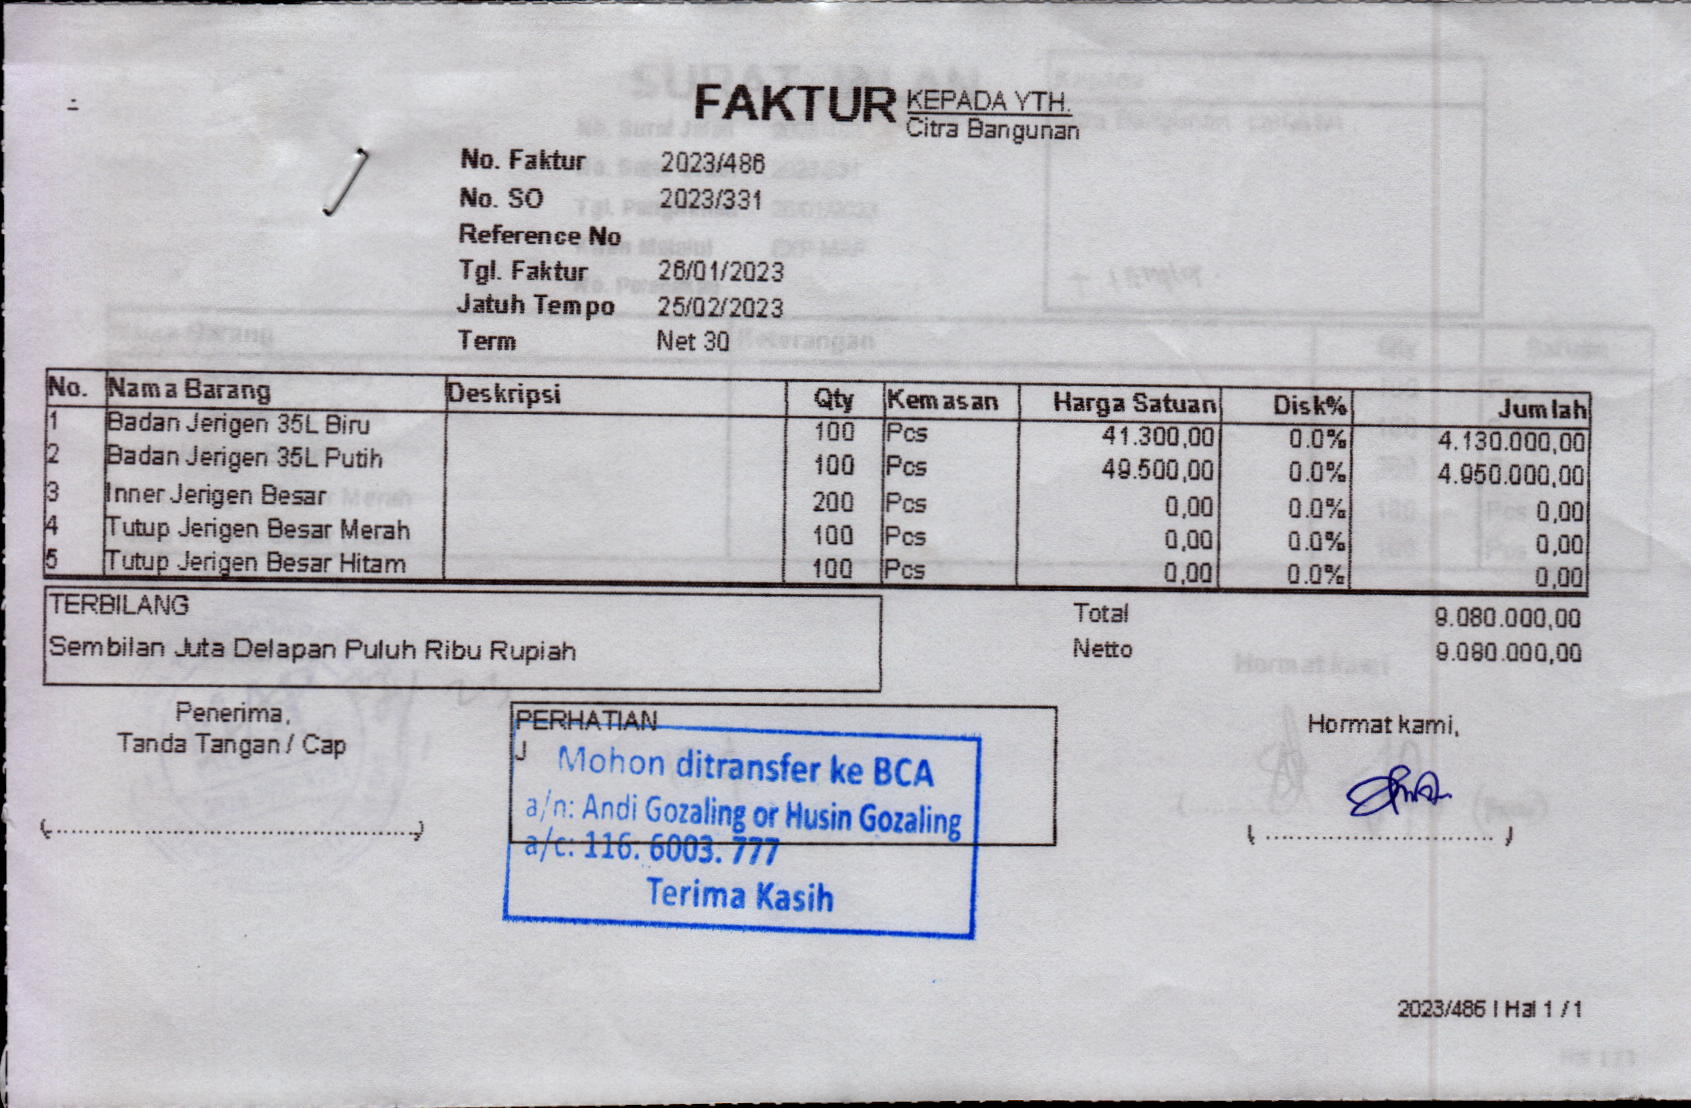 FAKTUR
KEPADA YTH.
Citra Bangunan
No. Faktur 2023/486
No. SO 2023/331
Reference No
Tgl. Faktur 26/01/2023
Jatuh Tempo 25/02/2023
Term Net 30
No. Nama Barang Deskripsi Qty Kemasan Harga Satuan Disk% Jumlah
1 Badan Jerigen 35L Biru 100 Pcs 41.300,00 0.0% 4.130.000,00
2 Badan Jerigen 35L Putih 100 Pcs 49.500,00 0.0% 4.950.000,00
3 Inner Jerigen Besar 200 Pcs 0,00 0.0% 0,00
4 Tutup Jerigen Besar Merah 100 Pcs 0,00 0.0% 0,00
5 Tutup Jerigen Besar Hitam 100 Pcs 0,00 0.0% 0,00
TERBILANG
Sembilan Juta Delapan Puluh Ribu Rupiah
Total 9.080.000,00
Netto 9.080.000,00
Penerima,
Tanda Tangan / Cap
PERHATIAN
J
Mohon ditransfer ke BCA
a/n: Andi Gozaling or Husin Gozaling
a/c: 116. 6003. 777
Terima Kasih
Hormat kami,
2023/486 | Hal 1 / 1